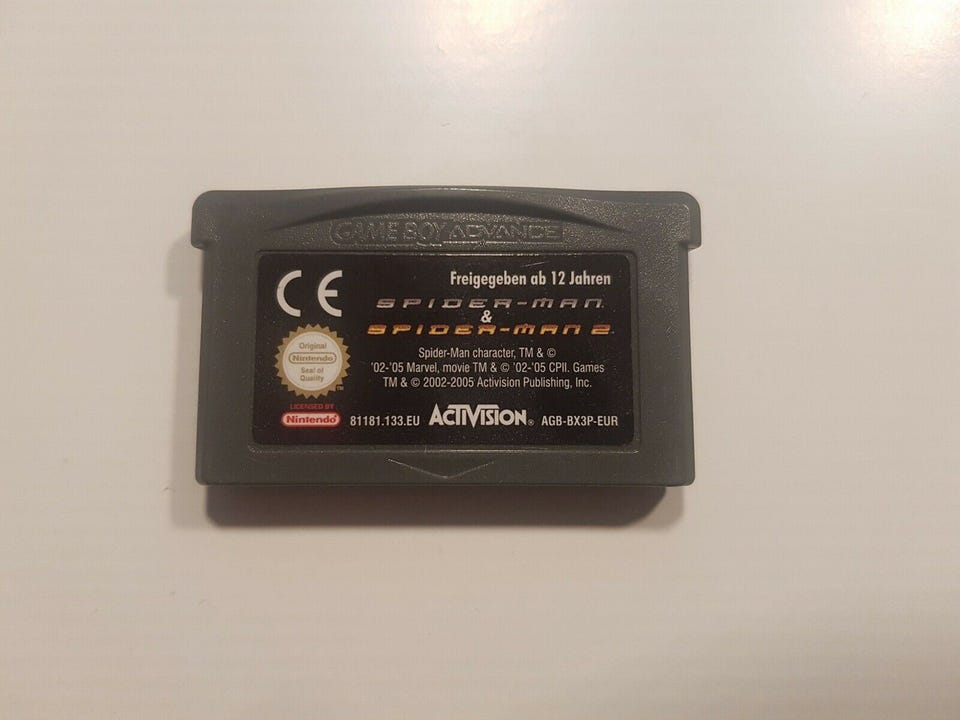 GAME BOY ADVANCE
CE
Freigegeben ab 12 Jahren
SPIDER-MAN
&
SPIDER-MAN 2
Original
Nintendo
Seal of
Quality
TM
Spider-Man character, TM & ©
'02-'05 Marvel, movie TM & © '02-'05 CPII. Games
TM & © 2002-2005 Activision Publishing, Inc.
LICENSED BY
Nintendo®
81181.133.EU ACTIVISION® AGB-BX3P-EUR